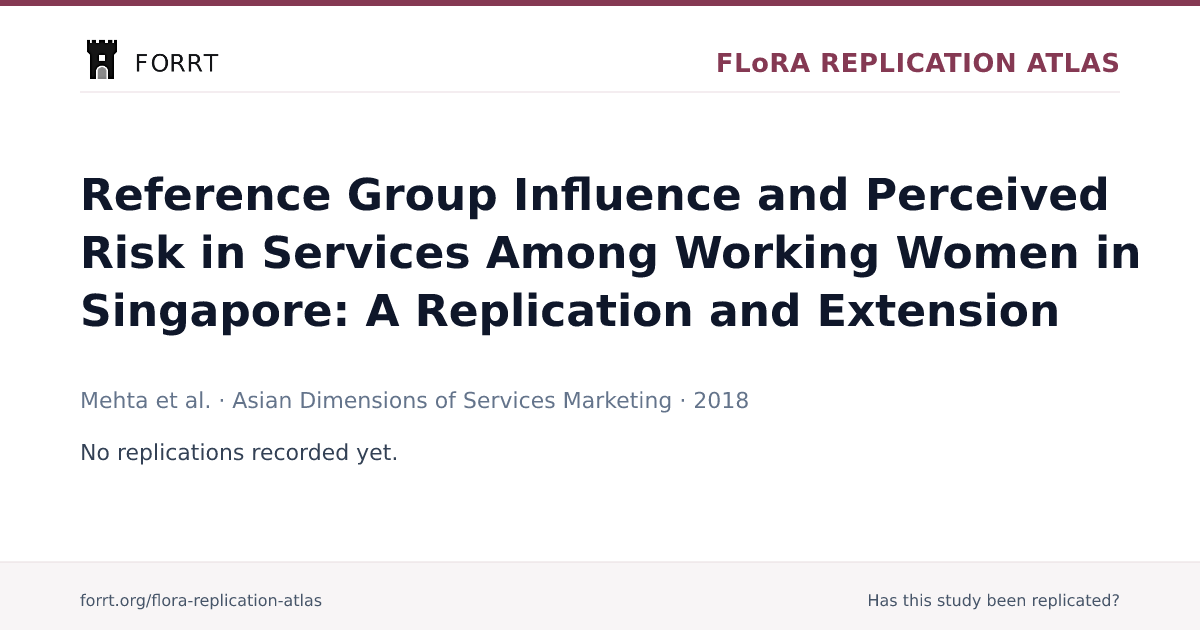 FORRT
FLoRA REPLICATION ATLAS
Reference Group Influence and Perceived
Risk in Services Among Working Women in
Singapore: A Replication and Extension
Mehta et al. · Asian Dimensions of Services Marketing · 2018
No replications recorded yet.
forrt.org/flora-replication-atlas
Has this study been replicated?